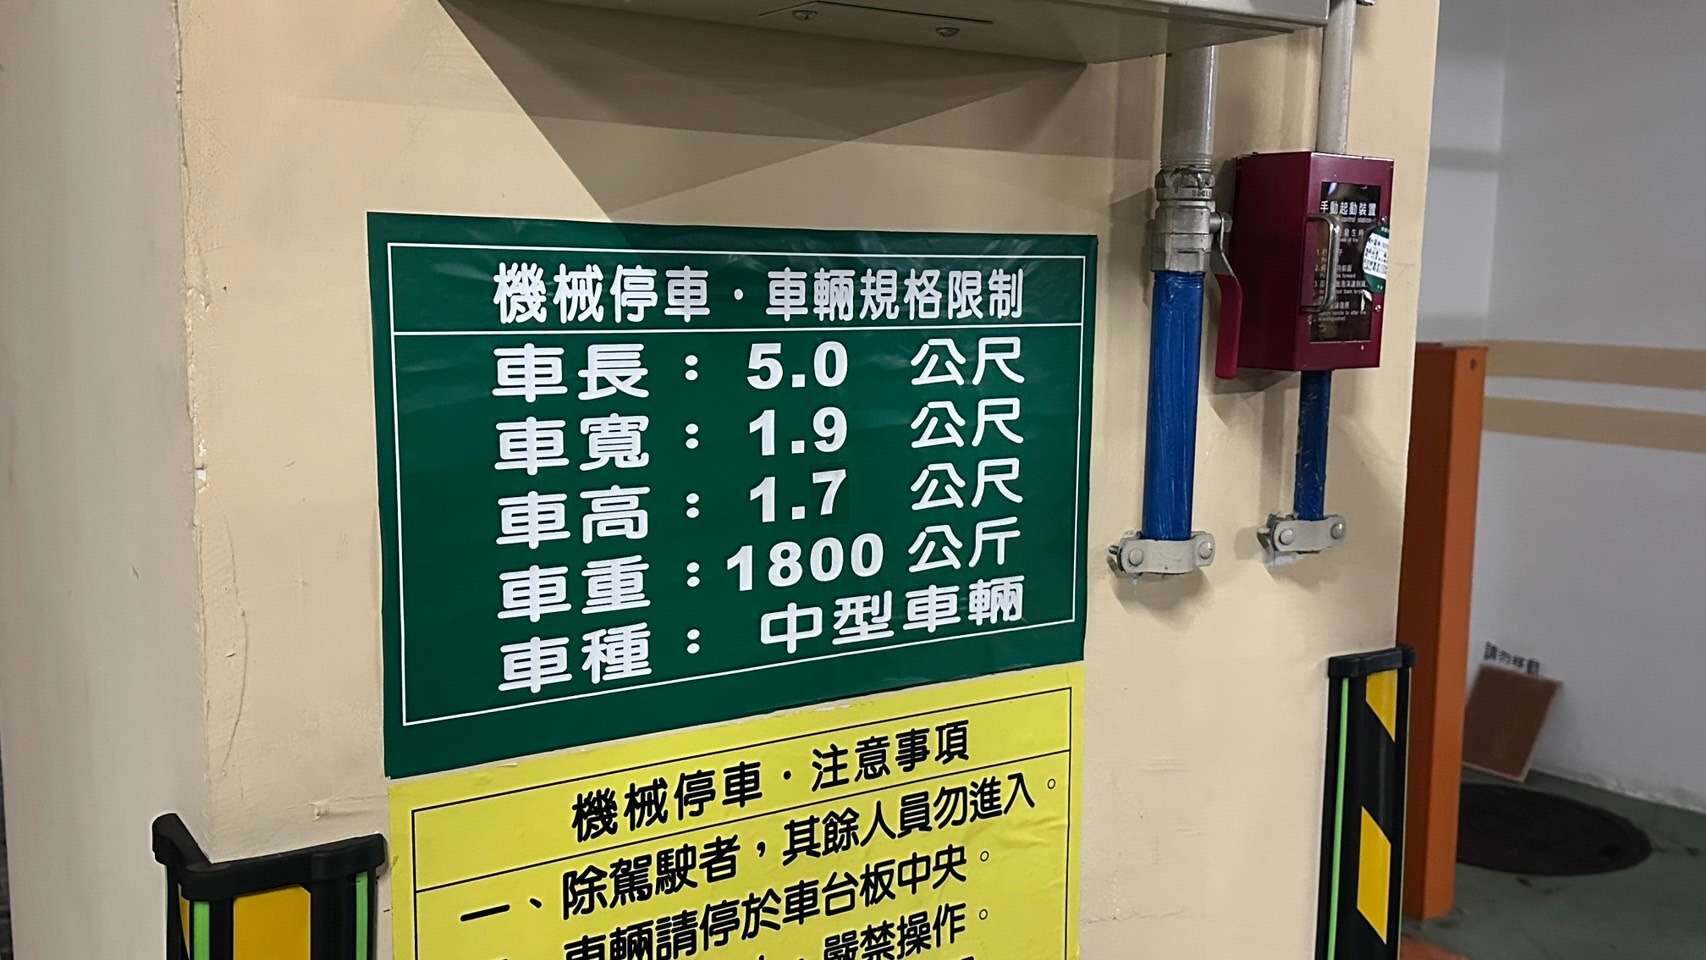 機械停車・車輛規格限制
車長：5.0 公尺
車寬：1.9 公尺
車高：1.7 公尺
車重：1800 公斤
車種：中型車輛
機械停車・注意事項
一、除駕駛者，其餘人員勿進入。
車輛請停於車台板中央。
嚴禁操作。
手動起動裝置
請勿移動